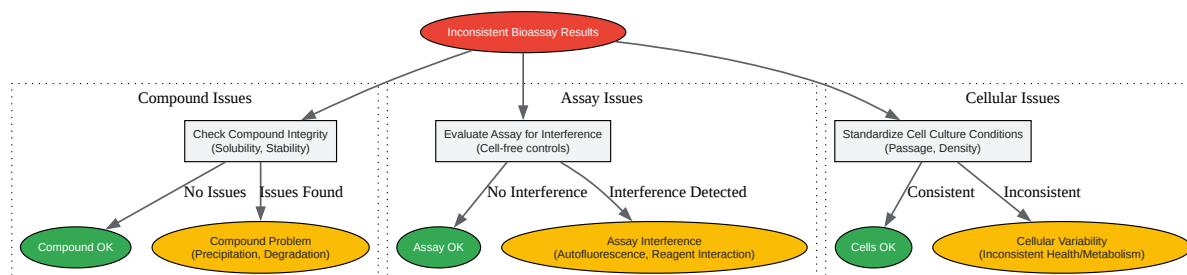 Inconsistent Bioassay Results
Compound Issues
Assay Issues
Cellular Issues
Check Compound Integrity
(Solubility, Stability)
Evaluate Assay for Interference
(Cell-free controls)
Standardize Cell Culture Conditions
(Passage, Density)
No Issues
Issues Found
No Interference
Interference Detected
Consistent
Inconsistent
Compound OK
Compound Problem
(Precipitation, Degradation)
Assay OK
Assay Interference
(Autofluorescence, Reagent Interaction)
Cells OK
Cellular Variability
(Inconsistent Health/Metabolism)